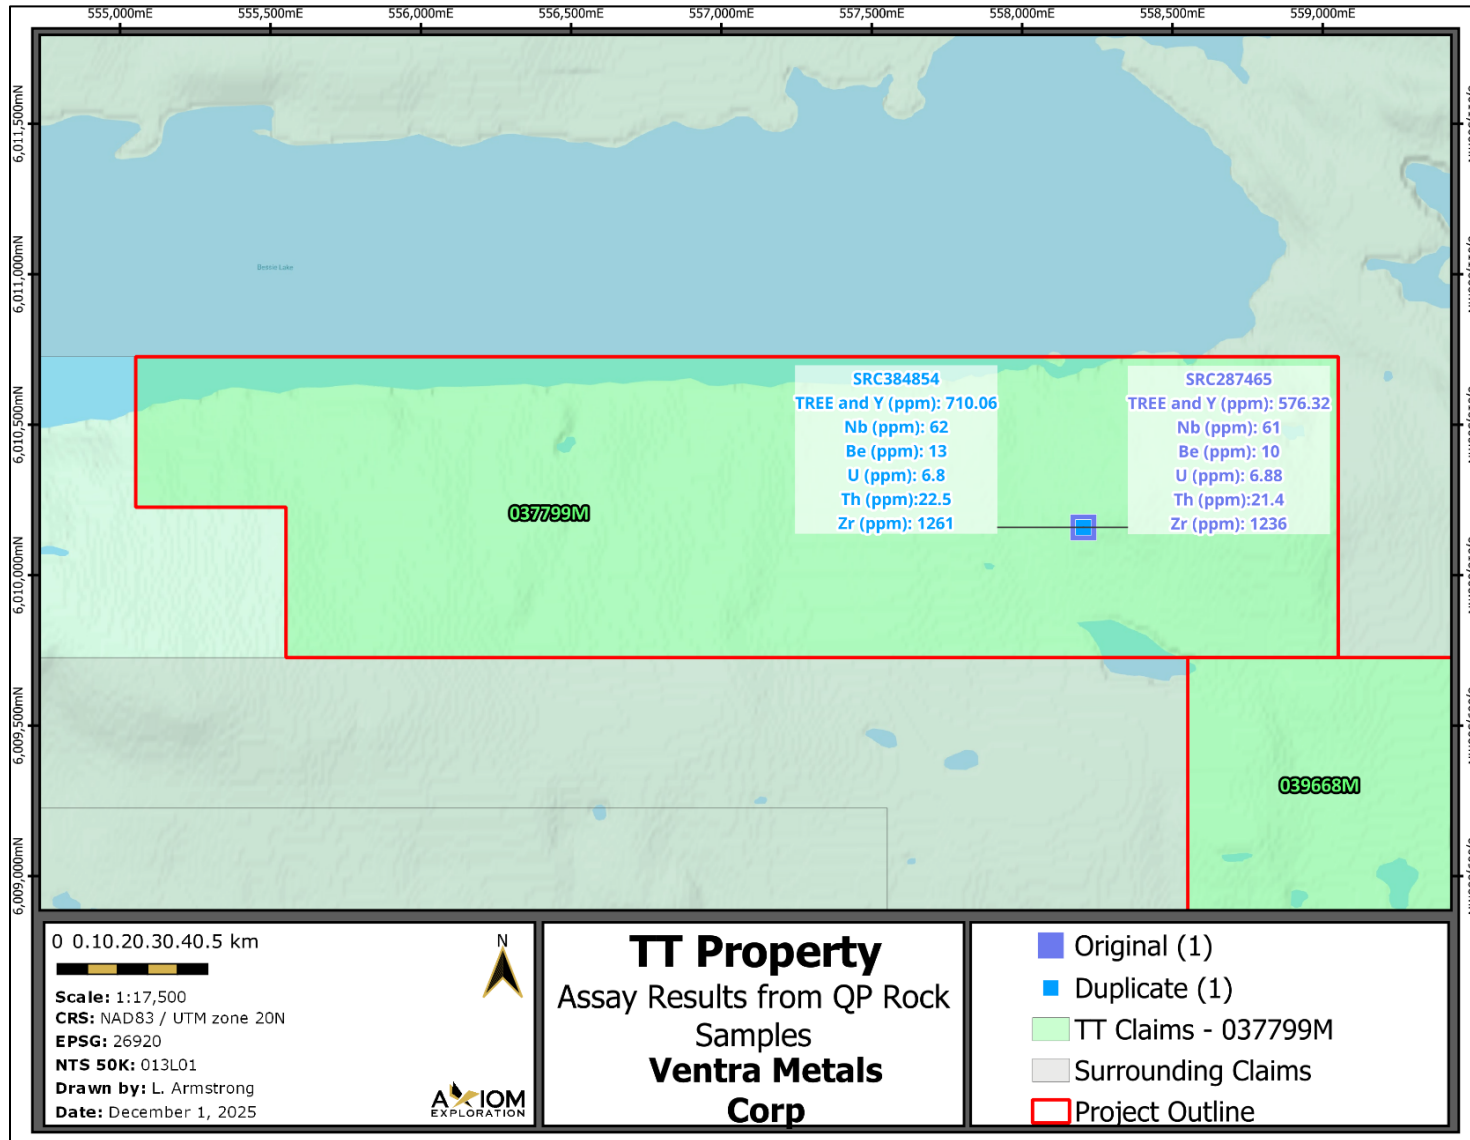 555,000mE 555,500mE 556,000mE 556,500mE 557,000mE 557,500mE 558,000mE 558,500mE 559,000mE
6,011,500mN
6,011,000mN
6,010,500mN
6,010,000mN
6,009,500mN
6,009,000mN
Bessie Lake
SRC384854
TREE and Y (ppm): 710.06
Nb (ppm): 62
Be (ppm): 13
U (ppm): 6.8
Th (ppm):22.5
Zr (ppm): 1261
SRC287465
TREE and Y (ppm): 576.32
Nb (ppm): 61
Be (ppm): 10
U (ppm): 6.88
Th (ppm):21.4
Zr (ppm): 1236
037799M
039668M
0 0.10.20.30.40.5 km
N
Scale: 1:17,500
CRS: NAD83 / UTM zone 20N
EPSG: 26920
NTS 50K: 013L01
Drawn by: L. Armstrong
Date: December 1, 2025
AXIOM
EXPLORATION
TT Property
Assay Results from QP Rock
Samples
Ventra Metals
Corp
Original (1)
Duplicate (1)
TT Claims - 037799M
Surrounding Claims
Project Outline